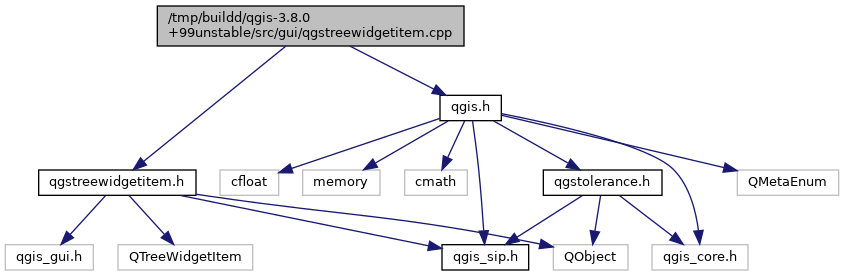 /tmp/buildd/qgis-3.8.0
+99unstable/src/gui/qgstreewidgetitem.cpp
qgis.h
qgstreewidgetitem.h
cfloat
memory
cmath
qgstolerance.h
QMetaEnum
qgis_gui.h
QTreeWidgetItem
qgis_sip.h
QObject
qgis_core.h